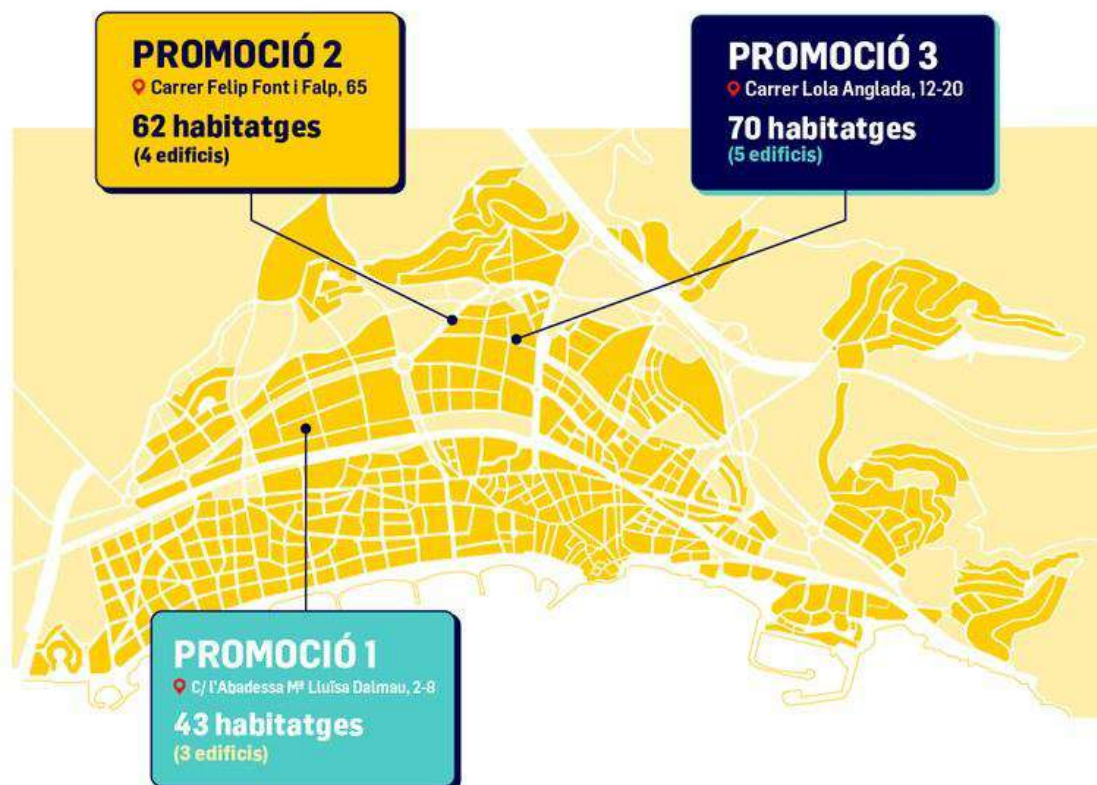 PROMOCIÓ 2
Carrer Felip Font i Falp, 65
62 habitatges
(4 edificis)
PROMOCIÓ 3
Carrer Lola Anglada, 12-20
70 habitatges
(5 edificis)
PROMOCIÓ 1
C/ l'Abadessa Mª Lluïsa Dalmau, 2-8
43 habitatges
(3 edificis)